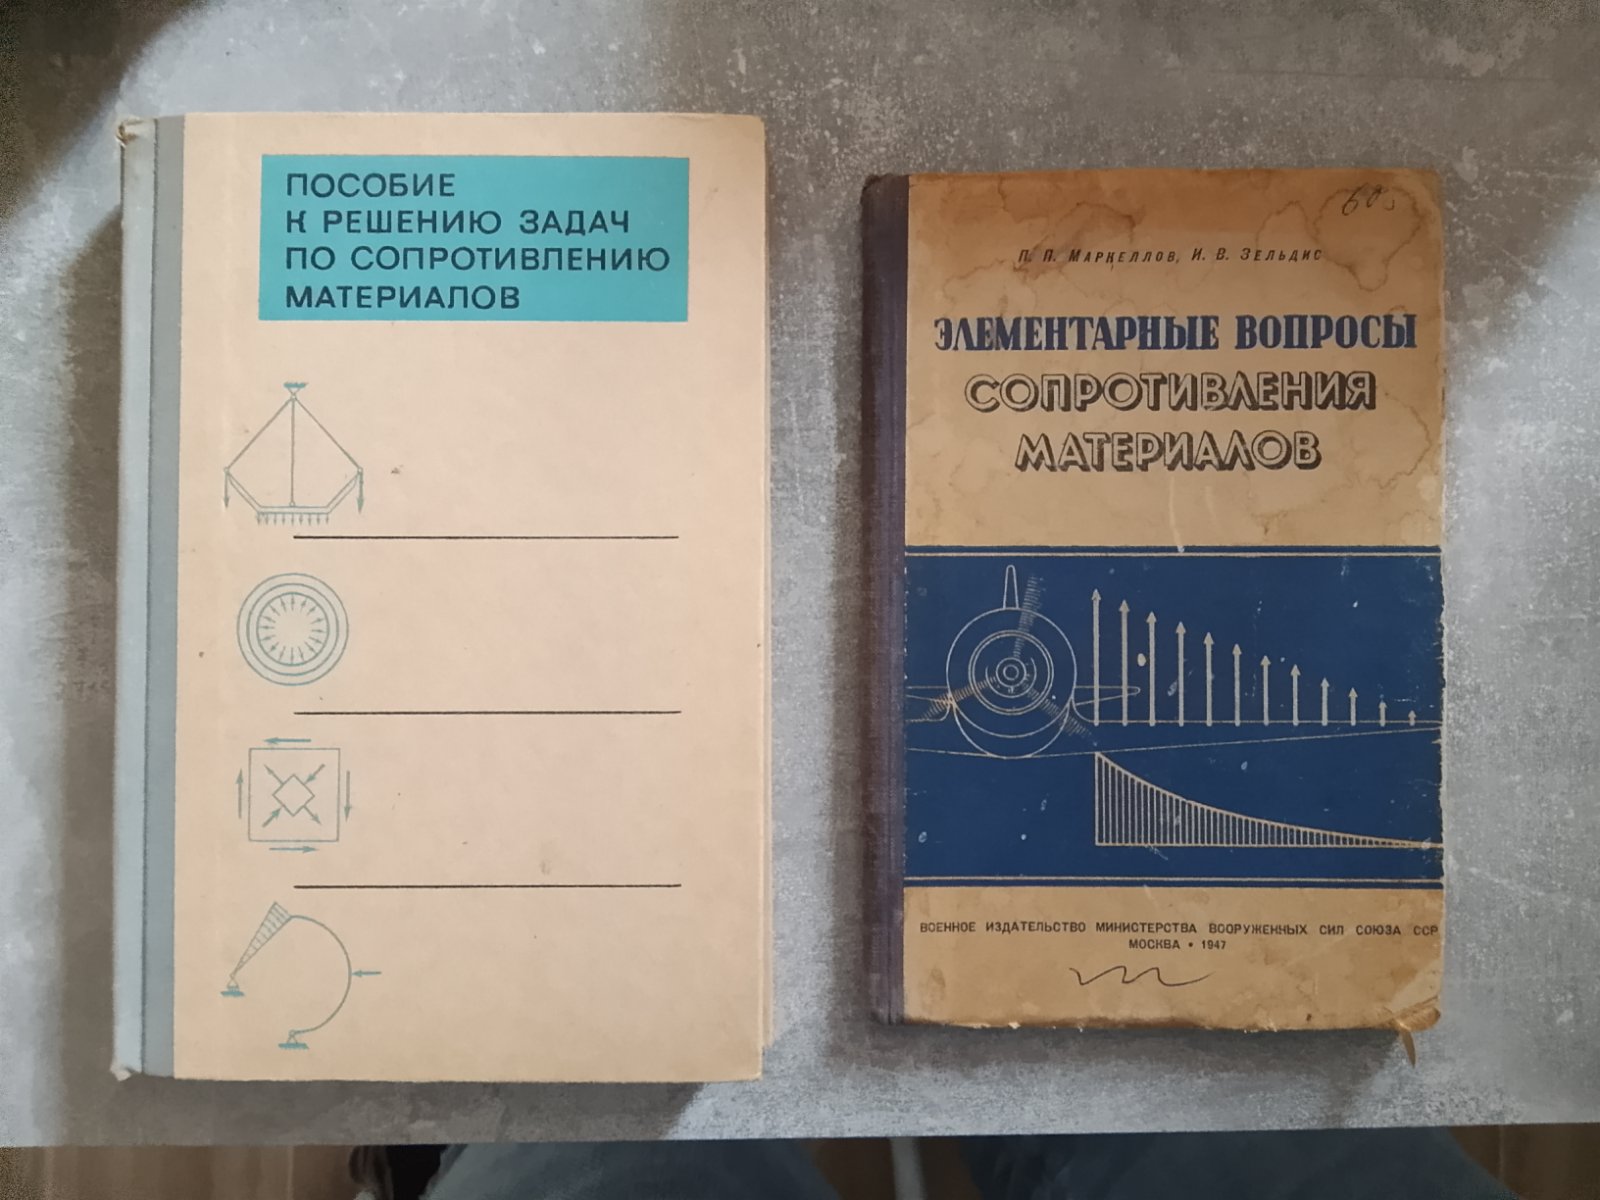 ПОСОБИЕ
К РЕШЕНИЮ ЗАДАЧ
ПО СОПРОТИВЛЕНИЮ
МАТЕРИАЛОВ
60
П. П. МАРКЕЛЛОВ, И. В. ЗЕЛЬДИС
ЭЛЕМЕНТАРНЫЕ ВОПРОСЫ
СОПРОТИВЛЕНИЯ
МАТЕРИАЛОВ
ВОЕННОЕ ИЗДАТЕЛЬСТВО МИНИСТЕРСТВА ВООРУЖЕННЫХ СИЛ СОЮЗА ССР
МОСКВА • 1947